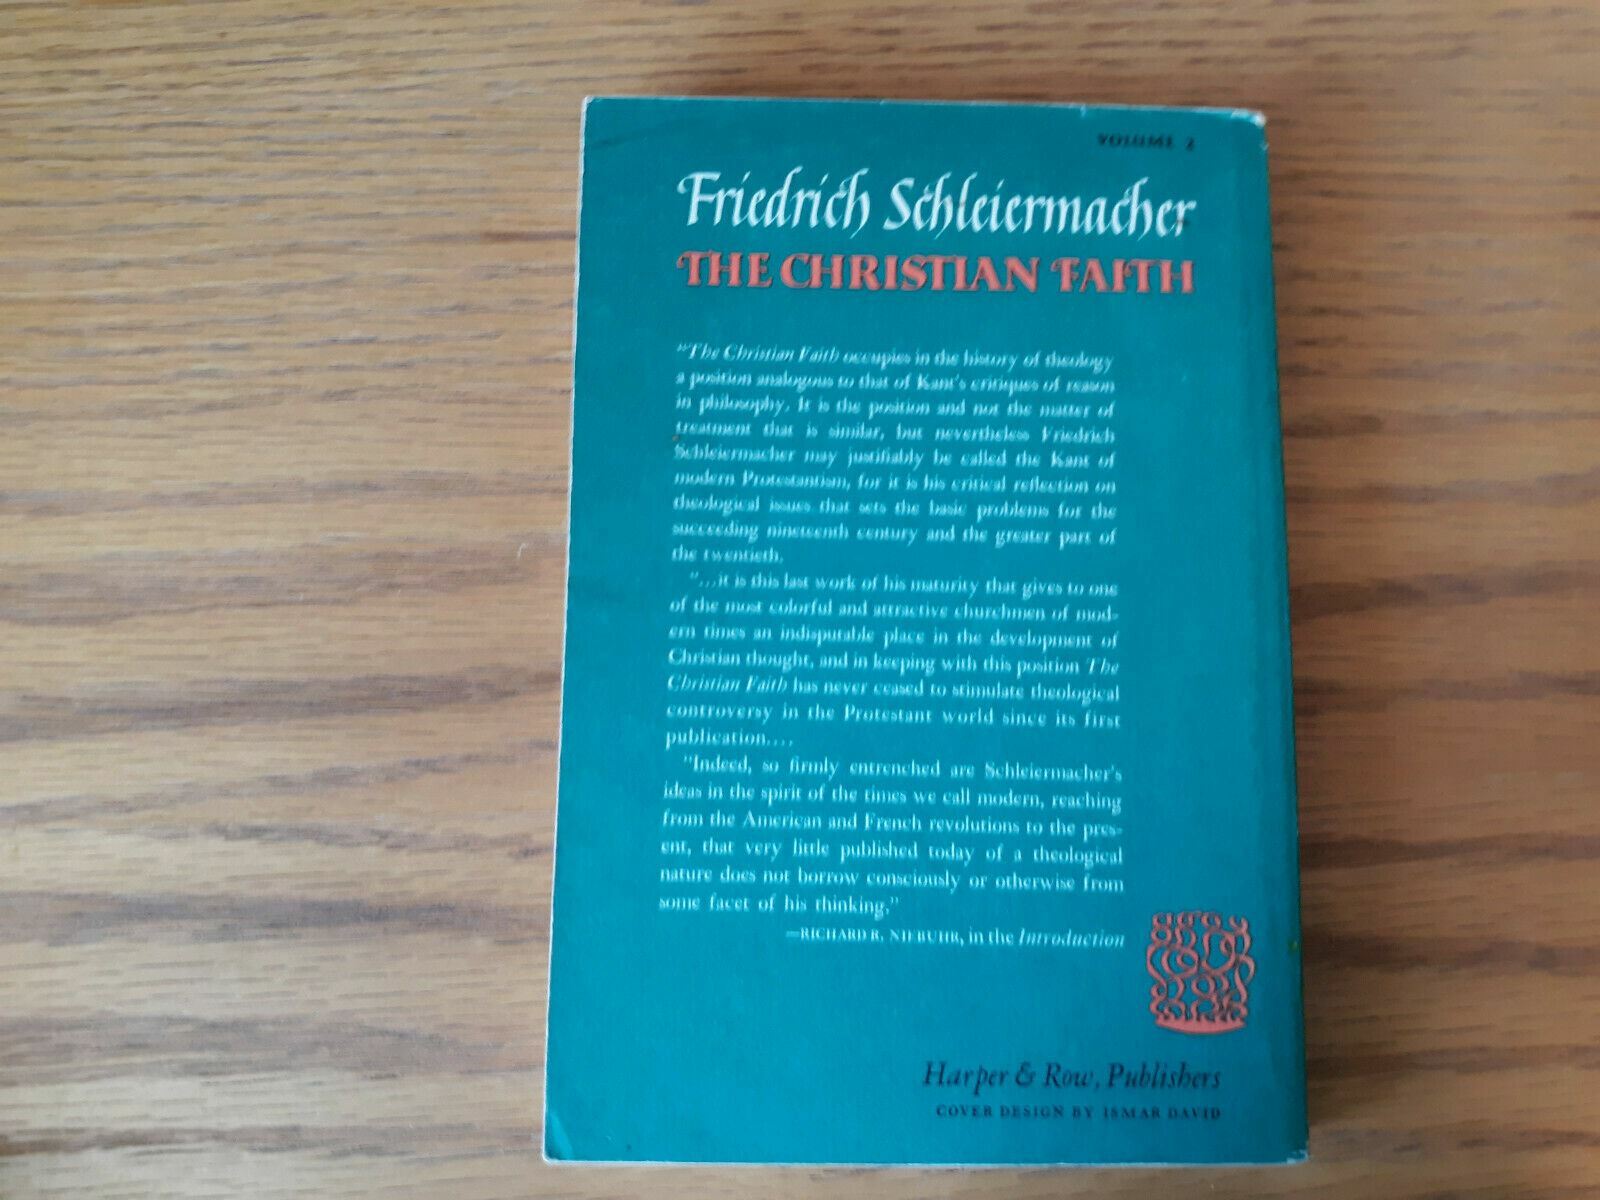 VOLUME 2
Friedrich Schleiermacher
THE CHRISTIAN FAITH
"The Christian Faith occupies in the history of theology
a position analogous to that of Kant's critiques of reason
in philosophy. It is the position and not the matter of
treatment that is similar, but nevertheless Friedrich
Schleiermacher may justifiably be called the Kant of
modern Protestantism, for it is his critical reflection on
theological issues that sets the basic problems for the
succeeding nineteenth century and the greater part of
the twentieth.
"...it is this last work of his maturity that gives to one
of the most colorful and attractive churchmen of mod-
ern times an indisputable place in the development of
Christian thought, and in keeping with this position The
Christian Faith has never ceased to stimulate theological
controversy in the Protestant world since its first
publication....
"Indeed, so firmly entrenched are Schleiermacher's
ideas in the spirit of the times we call modern, reaching
from the American and French revolutions to the pres-
ent, that very little published today of a theological
nature does not borrow consciously or otherwise from
some facet of his thinking."
—RICHARD R. NIEBUHR, in the Introduction
Harper & Row, Publishers
COVER DESIGN BY ISMAR DAVID